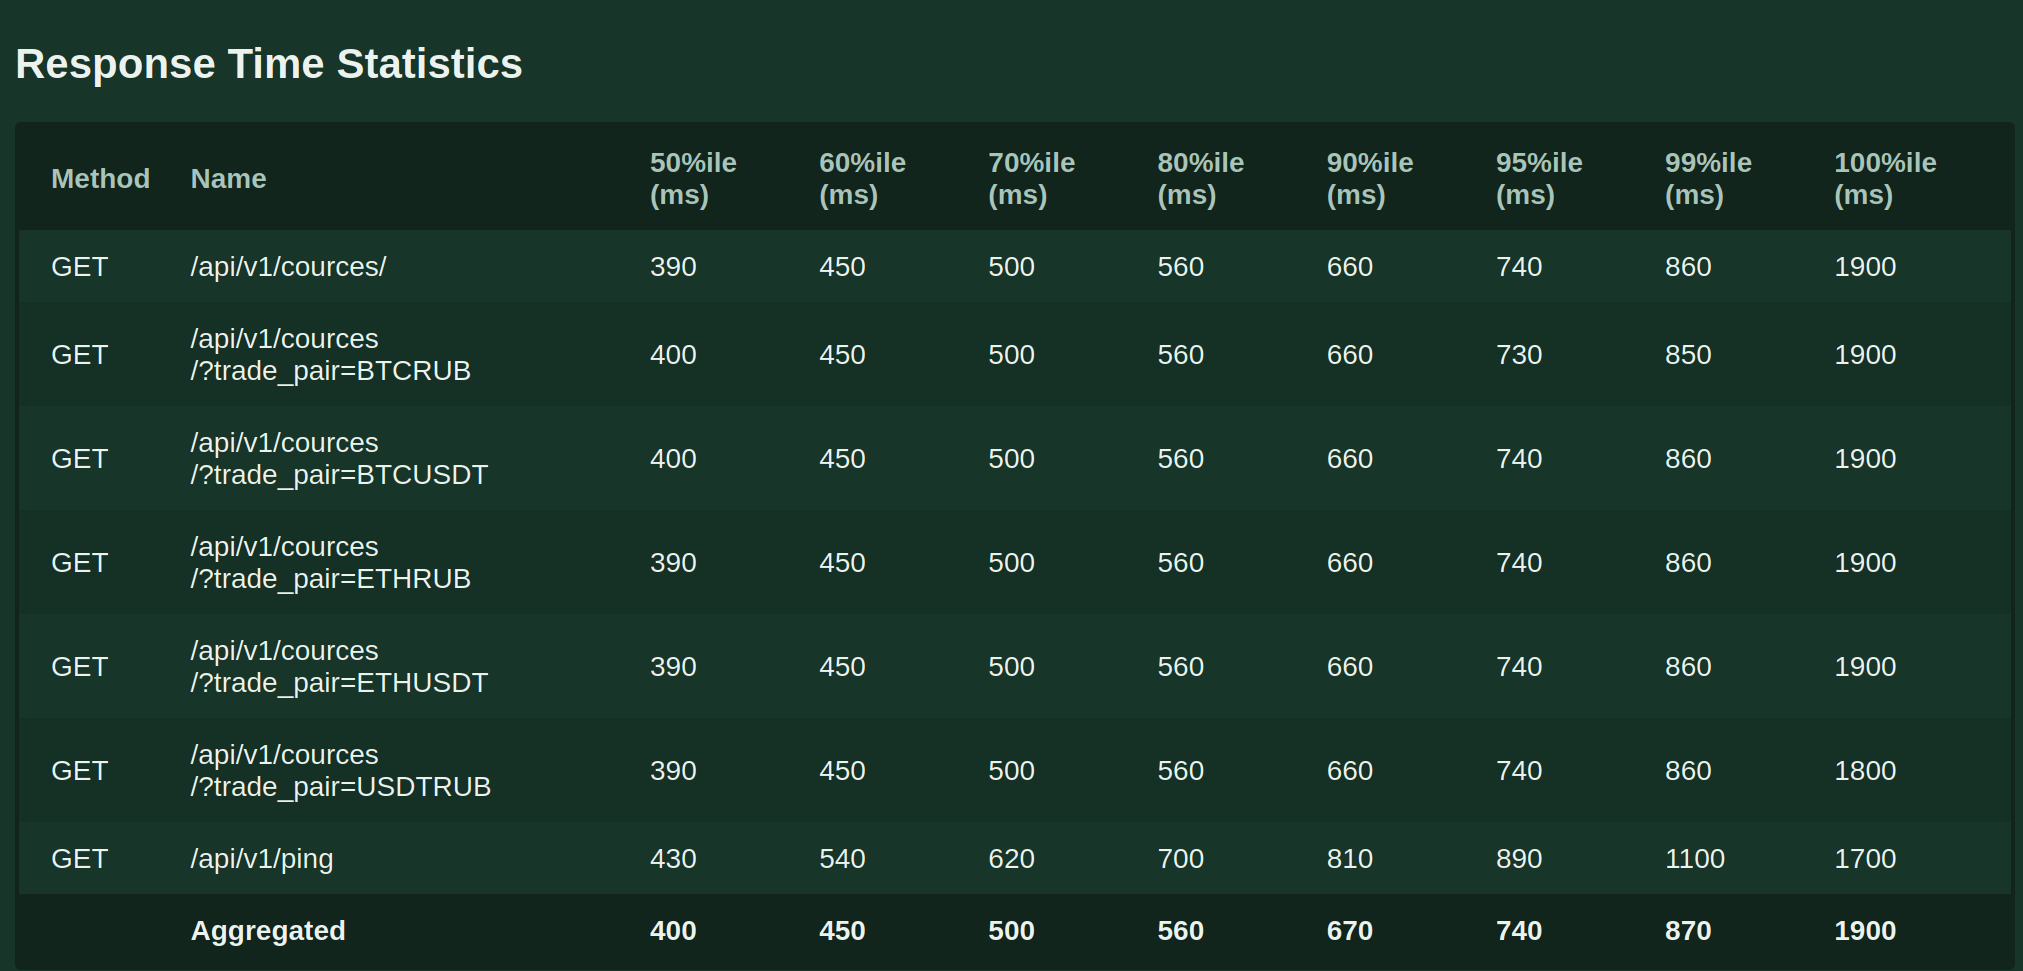 Response Time Statistics
Method Name 50%ile (ms) 60%ile (ms) 70%ile (ms) 80%ile (ms) 90%ile (ms) 95%ile (ms) 99%ile (ms) 100%ile (ms)
GET /api/v1/cources/ 390 450 500 560 660 740 860 1900
GET /api/v1/cources
/?trade_pair=BTCRUB 400 450 500 560 660 730 850 1900
GET /api/v1/cources
/?trade_pair=BTCUSDT 400 450 500 560 660 740 860 1900
GET /api/v1/cources
/?trade_pair=ETHRUB 390 450 500 560 660 740 860 1900
GET /api/v1/cources
/?trade_pair=ETHUSDT 390 450 500 560 660 740 860 1900
GET /api/v1/cources
/?trade_pair=USDTRUB 390 450 500 560 660 740 860 1800
GET /api/v1/ping 430 540 620 700 810 890 1100 1700
Aggregated 400 450 500 560 670 740 870 1900